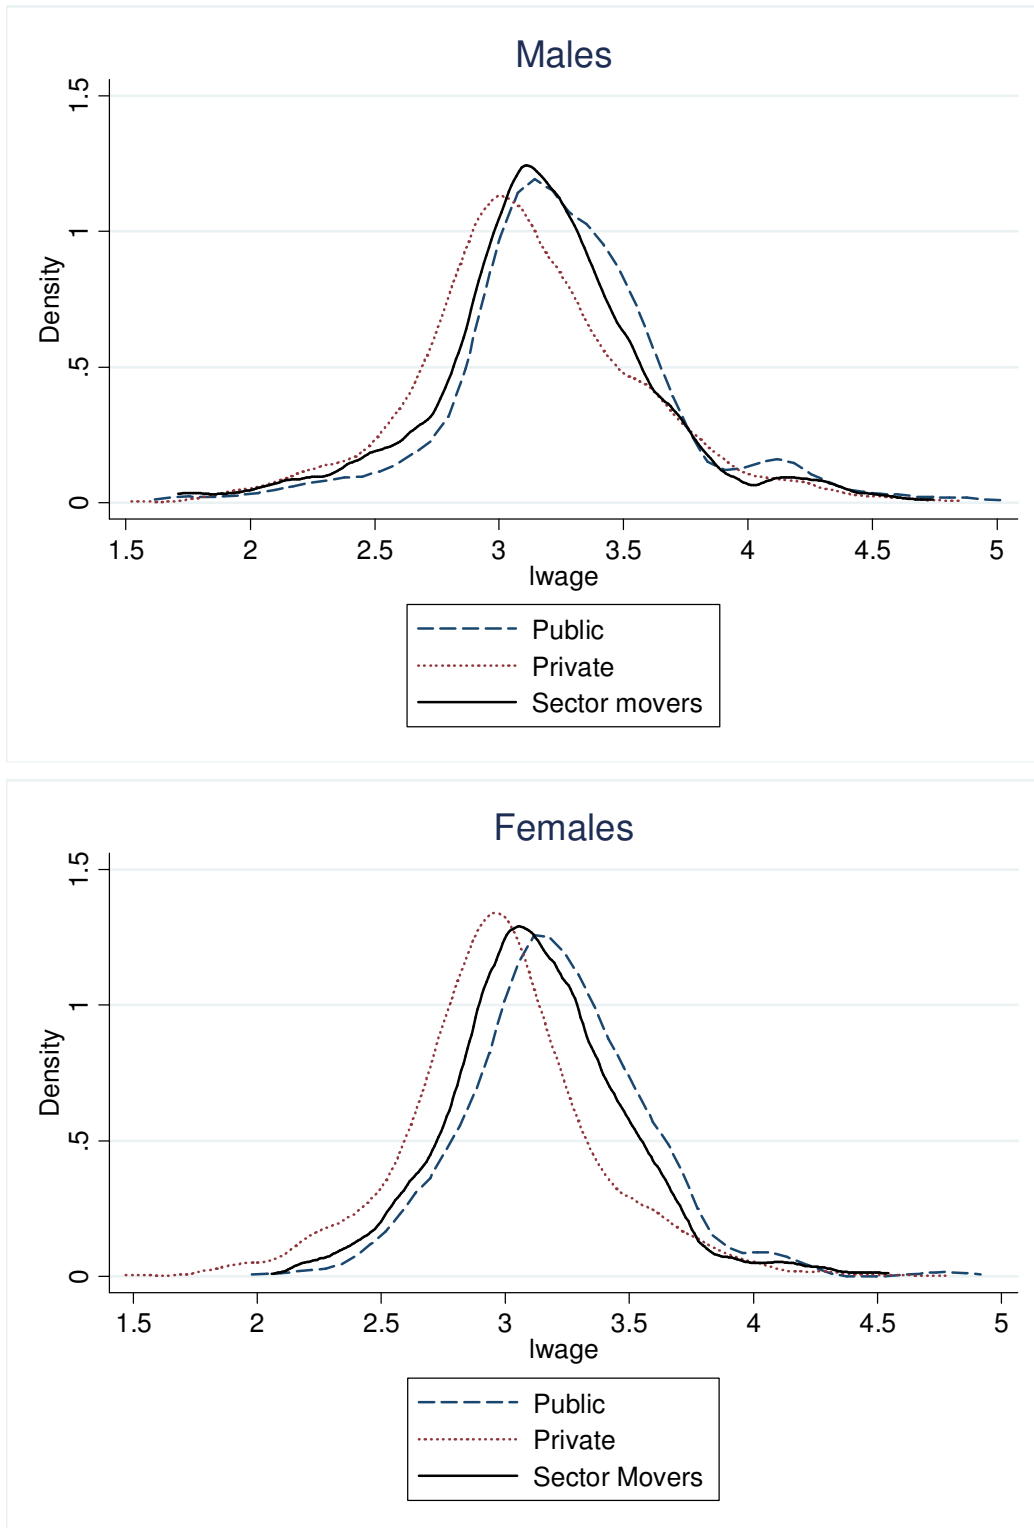 Males
Density
1.5
1
.5
0
1.5 2 2.5 3 3.5 4 4.5 5
lwage
Public
Private
Sector movers
Females
Density
1.5
1
.5
0
1.5 2 2.5 3 3.5 4 4.5 5
lwage
Public
Private
Sector Movers